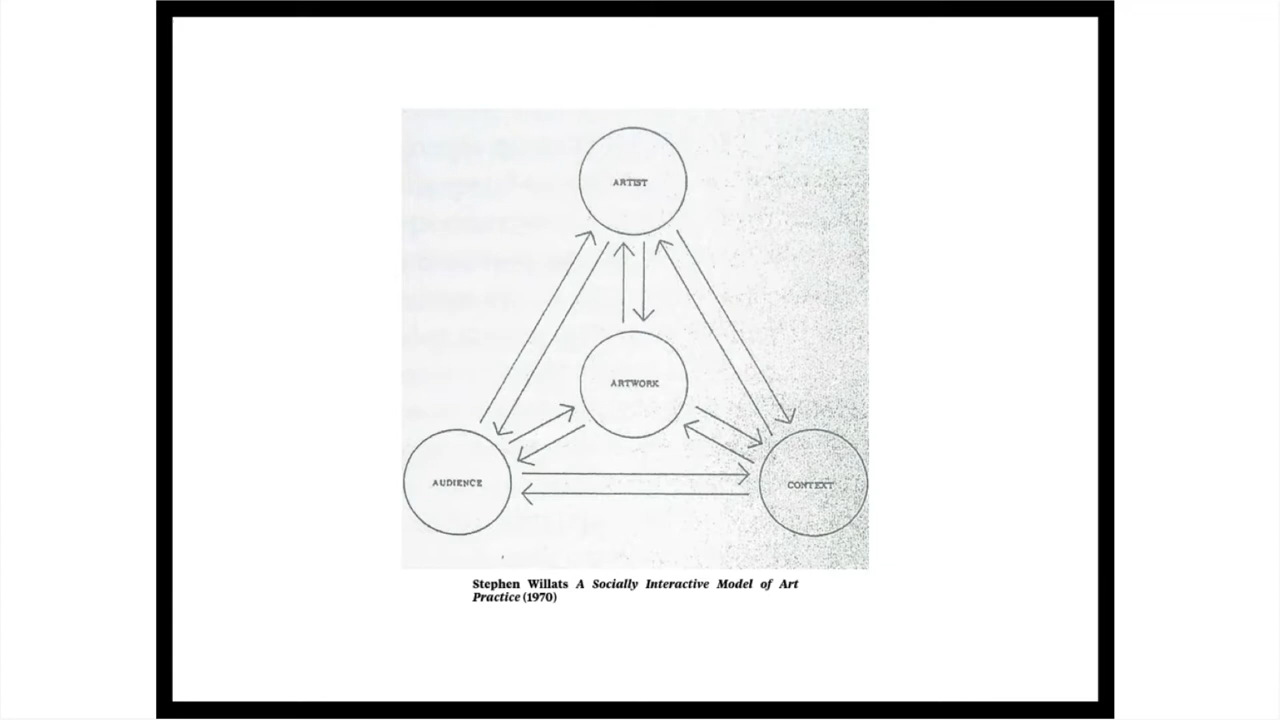 ARTIST
ARTWORK
AUDIENCE
CONTEXT
Stephen Willats A Socially Interactive Model of Art
Practice (1970)